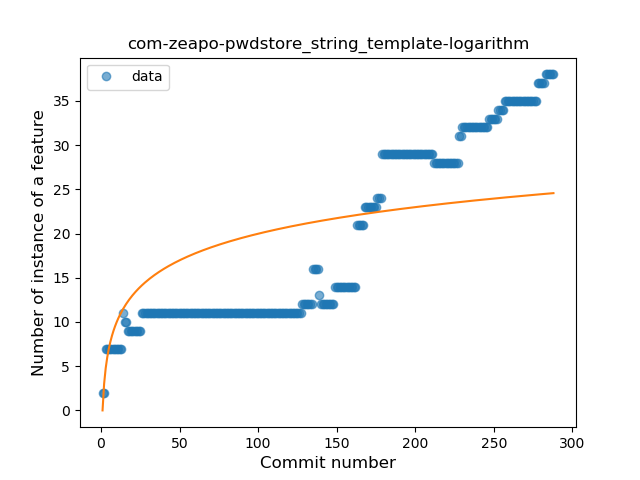 com-zeapo-pwdstore_string_template-logarithm
data
Number of instance of a feature
35
30
25
20
15
10
5
0
0 50 100 150 200 250 300
Commit number